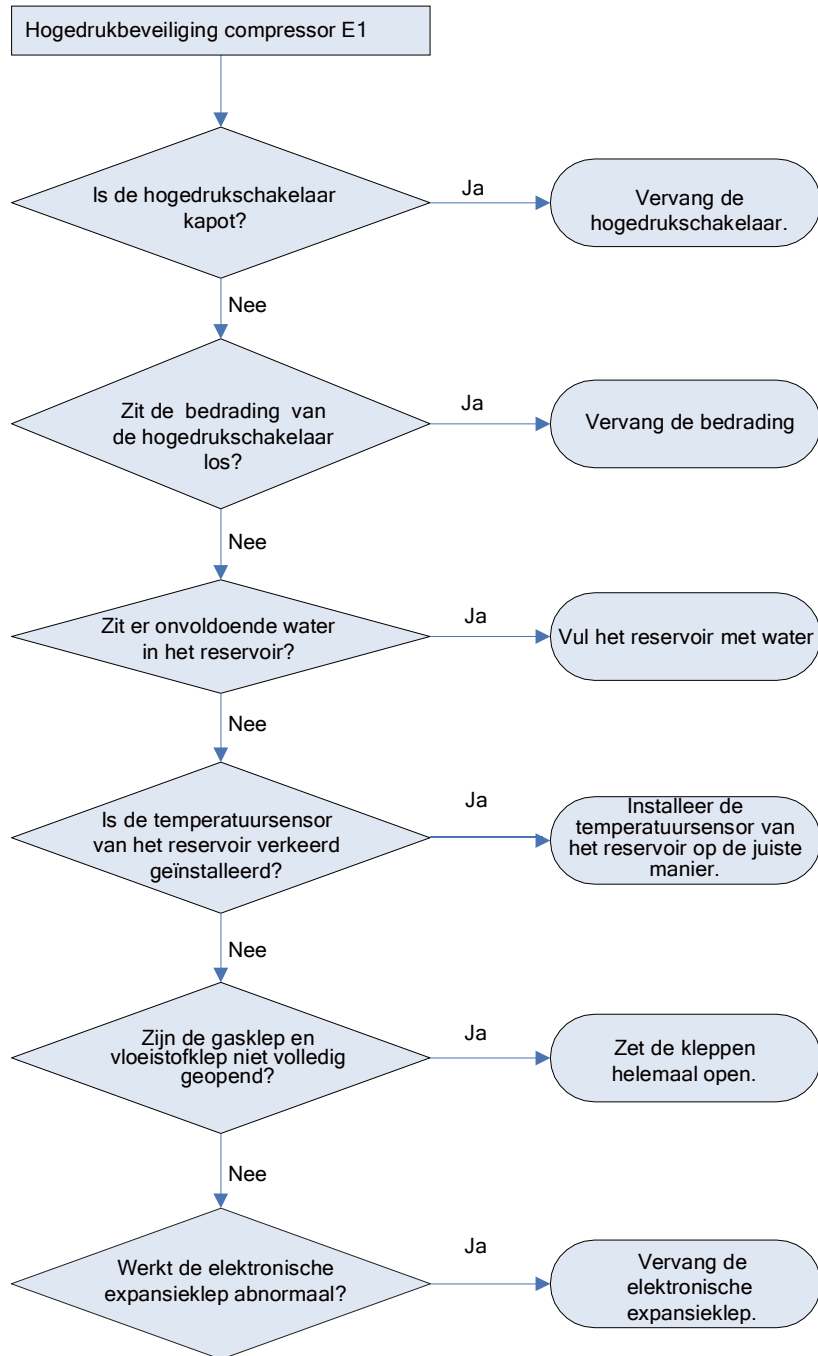 Hogedrukbeveiliging compressor E1
Is de hogedrukschakelaar
kapot?
Ja
Vervang de
hogedrukschakelaar.
Nee
Zit de bedrading van
de hogedrukschakelaar
los?
Ja
Vervang de bedrading
Nee
Zit er onvoldoende water
in het reservoir?
Ja
Vul het reservoir met water
Nee
Is de temperatuursensor
van het reservoir verkeerd
geïnstalleerd?
Ja
Installeer de
temperatuursensor van
het reservoir op de juiste
manier.
Nee
Zijn de gasklep en
vloeistofklep niet volledig
geopend?
Ja
Zet de kleppen
helemaal open.
Nee
Werkt de elektronische
expansieklep abnormaal?
Ja
Vervang de
elektronische
expansieklep.